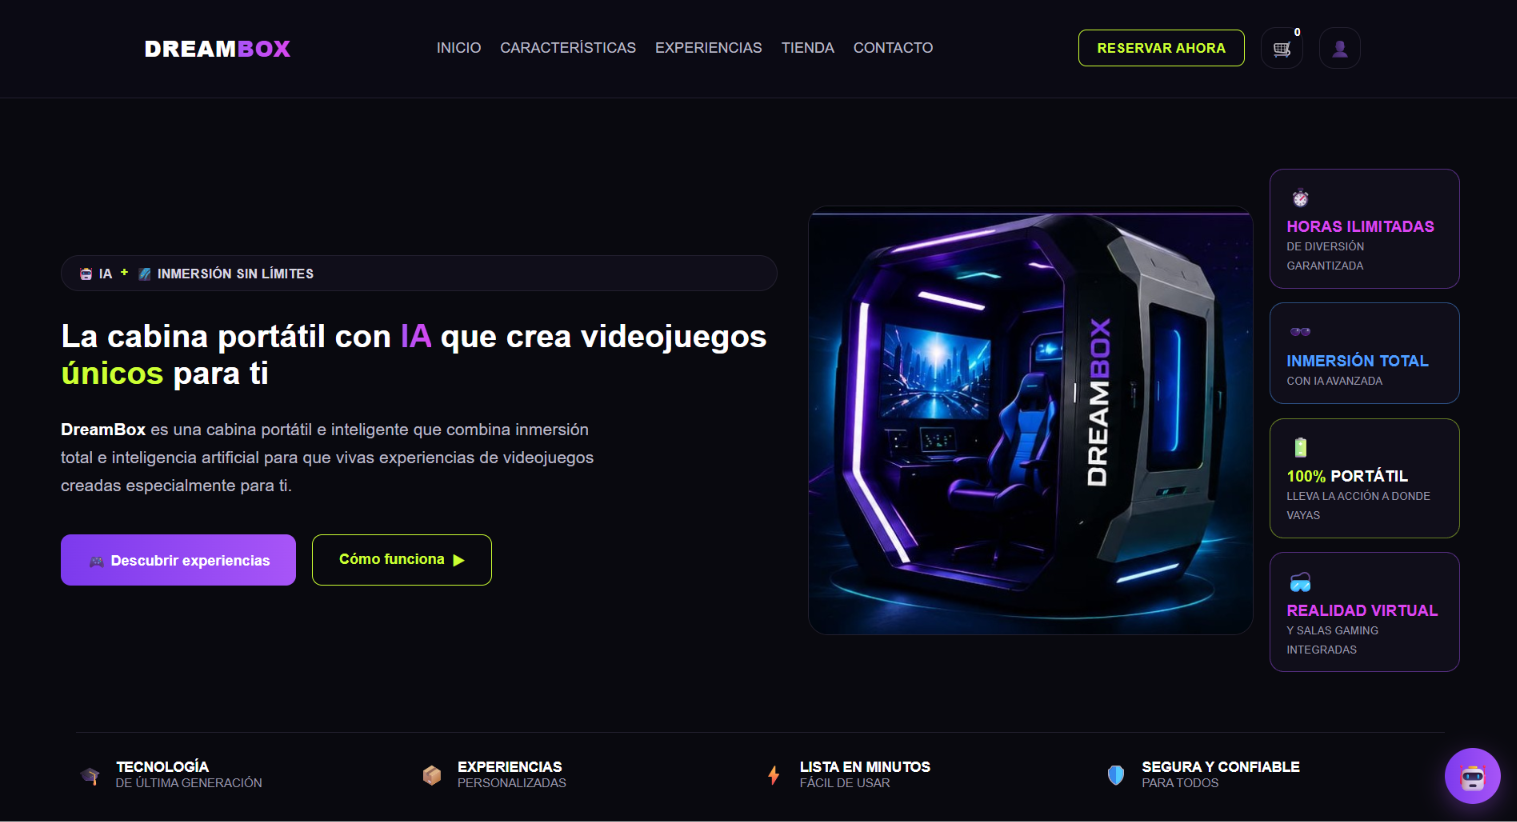 DREAMBOX
INICIO CARACTERÍSTICAS EXPERIENCIAS TIENDA CONTACTO
RESERVAR AHORA
0
IA + INMERSIÓN SIN LÍMITES
La cabina portátil con IA que crea videojuegos
únicos para ti
DreamBox es una cabina portátil e inteligente que combina inmersión
total e inteligencia artificial para que vivas experiencias de videojuegos
creadas especialmente para ti.
Descubrir experiencias
Cómo funciona ▶
DREAMBOX
HORAS ILIMITADAS
DE DIVERSIÓN
GARANTIZADA
INMERSIÓN TOTAL
CON IA AVANZADA
100% PORTÁTIL
LLEVA LA ACCIÓN A DONDE
VAYAS
REALIDAD VIRTUAL
Y SALAS GAMING
INTEGRADAS
TECNOLOGÍA
DE ÚLTIMA GENERACIÓN
EXPERIENCIAS
PERSONALIZADAS
LISTA EN MINUTOS
FÁCIL DE USAR
SEGURA Y CONFIABLE
PARA TODOS